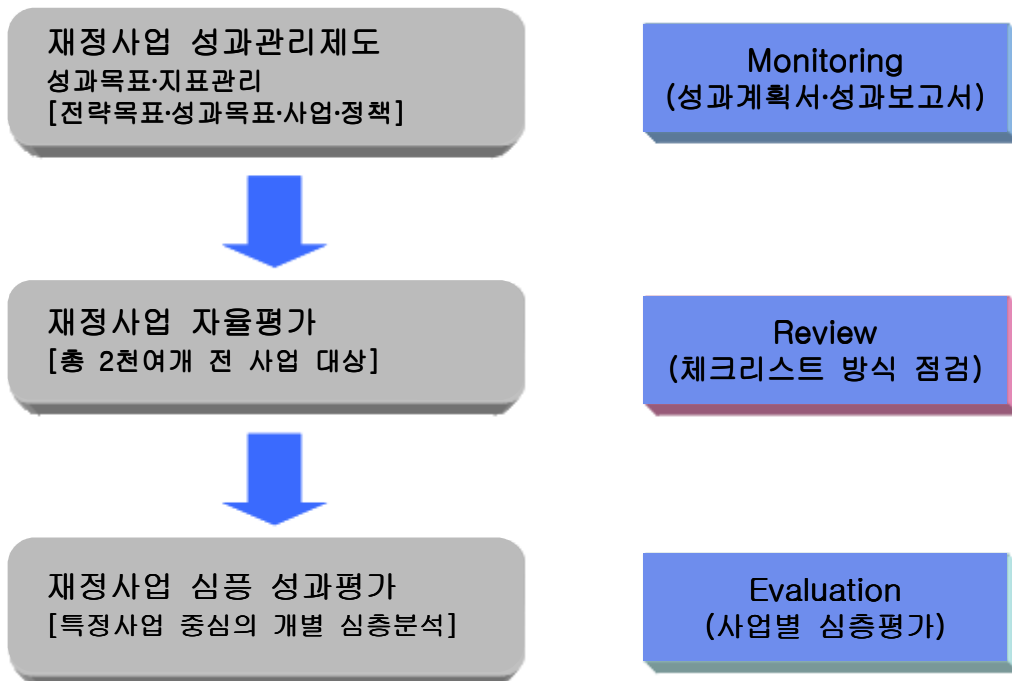 재정사업 성과관리제도
성과목표·지표관리
[전략목표·성과목표·사업·정책]
Monitoring
(성과계획서·성과보고서)
재정사업 자율평가
[총 2천여개 전 사업 대상]
Review
(체크리스트 방식 점검)
재정사업 심풍 성과평가
[특정사업 중심의 개별 심층분석]
Evaluation
(사업별 심층평가)